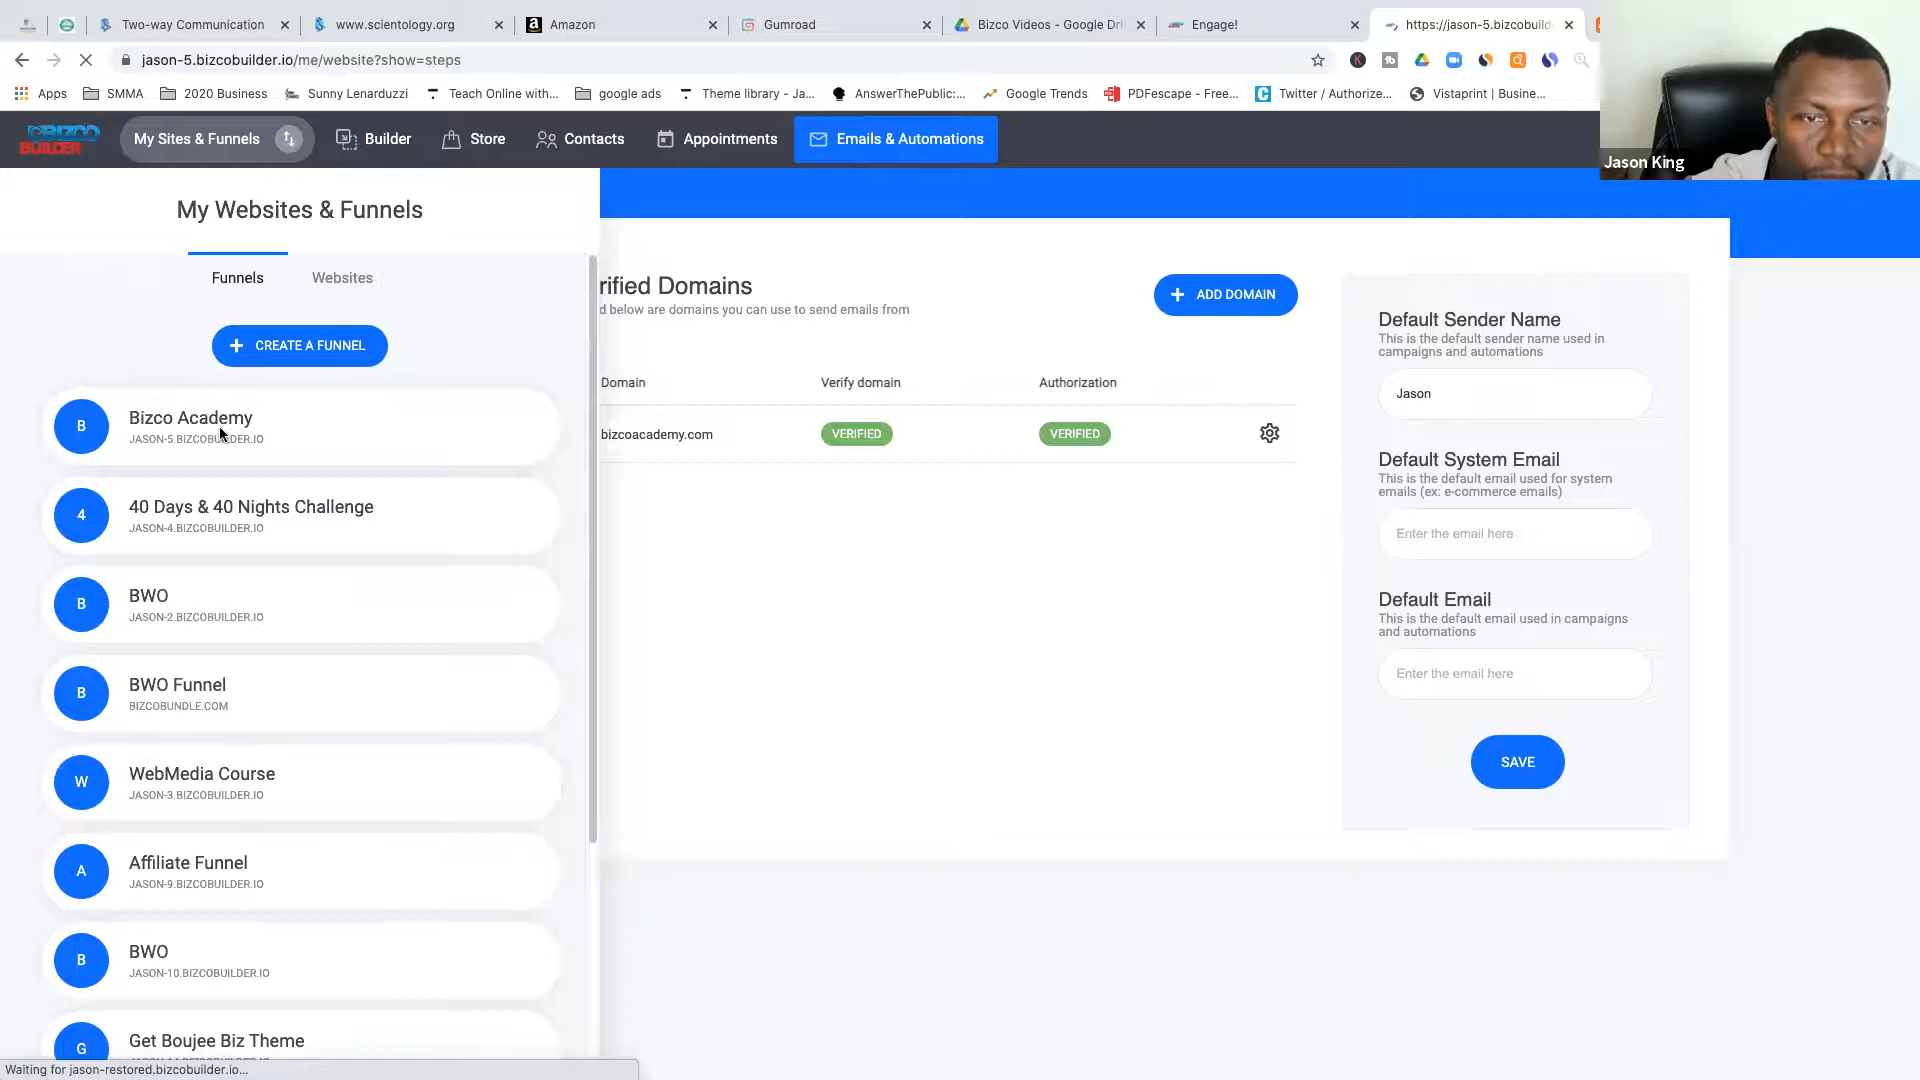 Two-way Communication
www.scientology.org
Amazon
Gumroad
Bizco Videos - Google Dri
Engage!
https://jason-5.bizcobuild
jason-5.bizcobuilder.io/me/website?show=steps
Apps
SMMA
2020 Business
Sunny Lenarduzzi
Teach Online with...
google ads
Theme library - Ja...
AnswerThePublic:...
Google Trends
PDFescape - Free...
Twitter / Authorize...
Vistaprint | Busine...
BIZCO
BUILDER
My Sites & Funnels
Builder
Store
Contacts
Appointments
Emails & Automations
Jason King
My Websites & Funnels
Funnels
Websites
+ CREATE A FUNNEL
B
Bizco Academy
JASON-5.BIZCOBUILDER.IO
4
40 Days & 40 Nights Challenge
JASON-4.BIZCOBUILDER.IO
B
BWO
JASON-2.BIZCOBUILDER.IO
B
BWO Funnel
BIZCOBUNDLE.COM
W
WebMedia Course
JASON-3.BIZCOBUILDER.IO
A
Affiliate Funnel
JASON-9.BIZCOBUILDER.IO
B
BWO
JASON-10.BIZCOBUILDER.IO
G
Get Boujee Biz Theme
rified Domains
d below are domains you can use to send emails from
+ ADD DOMAIN
Domain
Verify domain
Authorization
bizcoacademy.com
VERIFIED
VERIFIED
Default Sender Name
This is the default sender name used in
campaigns and automations
Jason
Default System Email
This is the default email used for system
emails (ex: e-commerce emails)
Enter the email here
Default Email
This is the default email used in campaigns
and automations
Enter the email here
SAVE
Waiting for jason-restored.bizcobuilder.io...